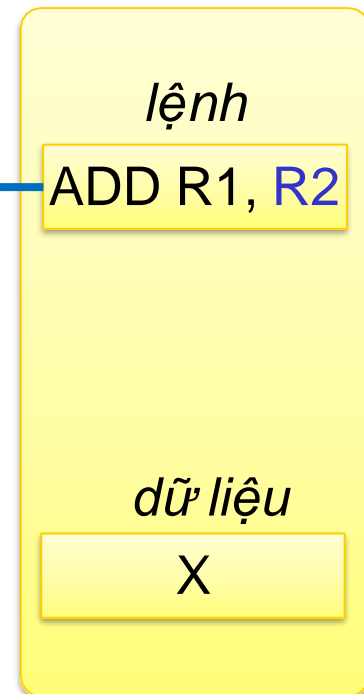 lệnh
ADD R1, R2
dữ liệu
X